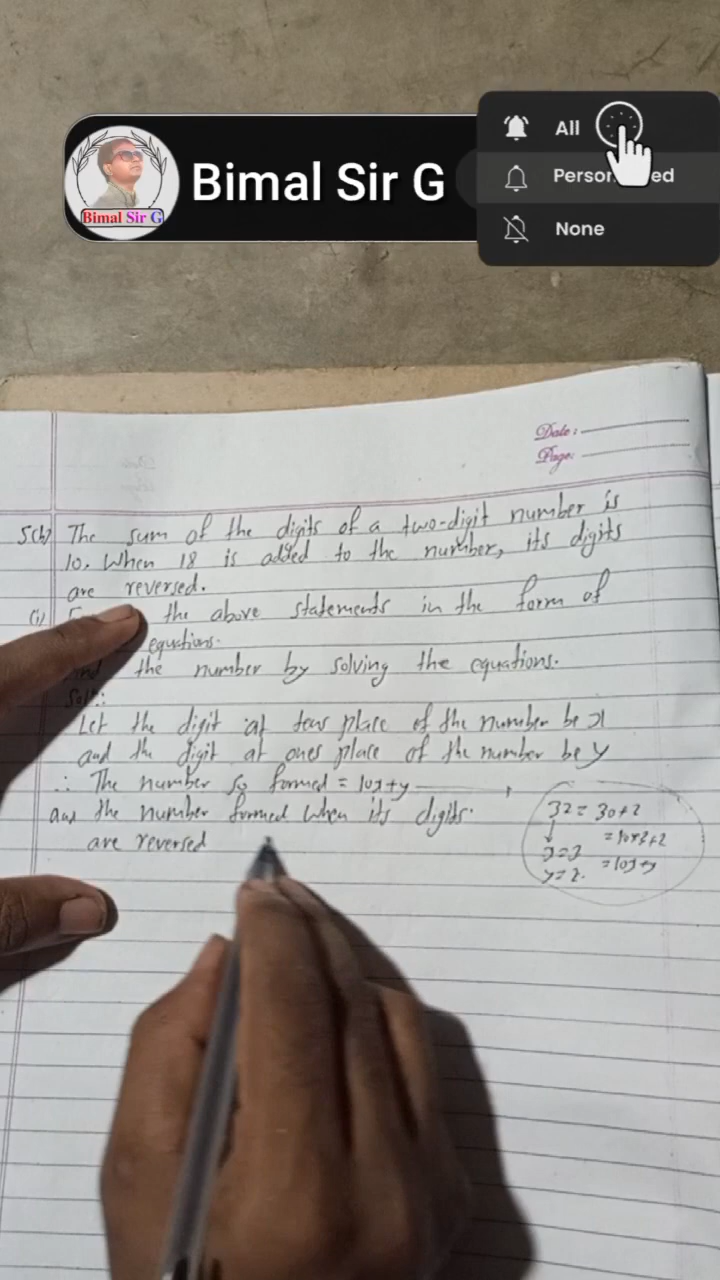 All
Bimal Sir G
Bimal Sir G
None
Date:
Page:
5(b) The sum of the digits of a two-digit number is
10. When 18 is added to the number, its digits
are reversed.
(i) the above statements in the form of
equations.
the number by solving the equations.
Solⁿ:
Let the digit at tens place of the number be x
and the digit at ones place of the number be y
∴ The number so formed = 10x+y
and the number formed when its digits
are reversed
32 = 30+2
= 10×3+2
x=3
= 10x+y
y=2.